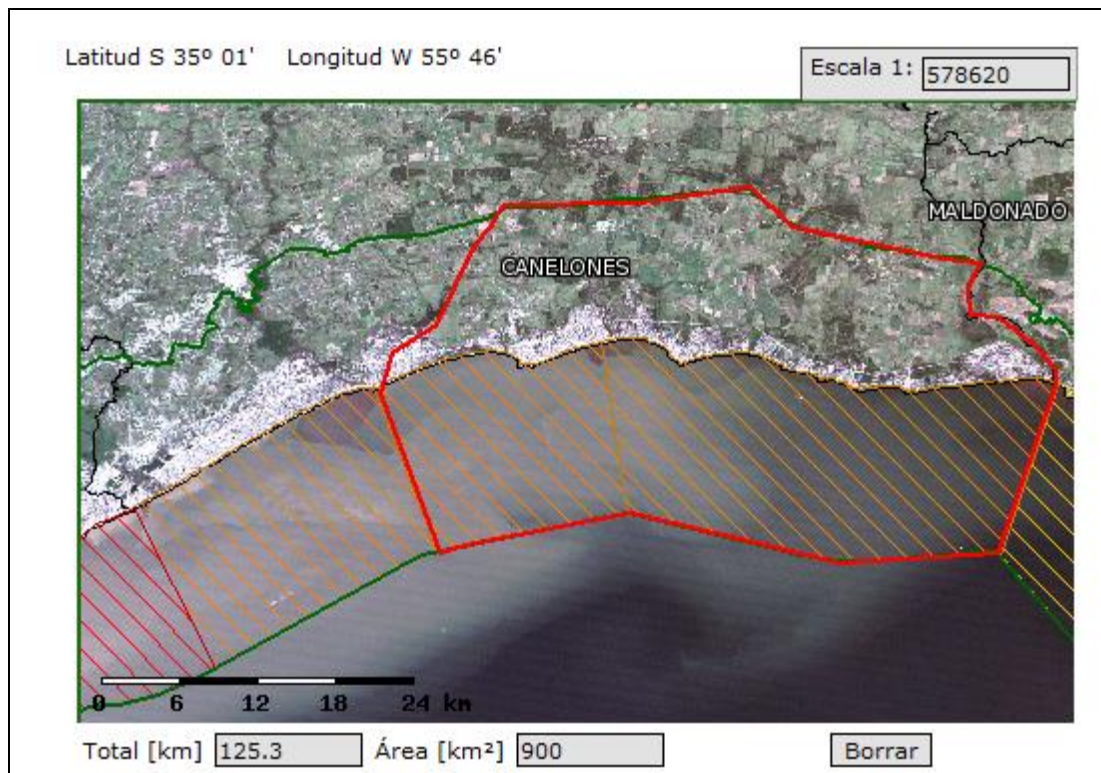 Latitud S 35º 01' Longitud W 55º 46'
Escala 1: 578620
MALDONADO
CANELONES
0 6 12 18 24 km
Total [km] 125.3 Área [km²] 900 Borrar